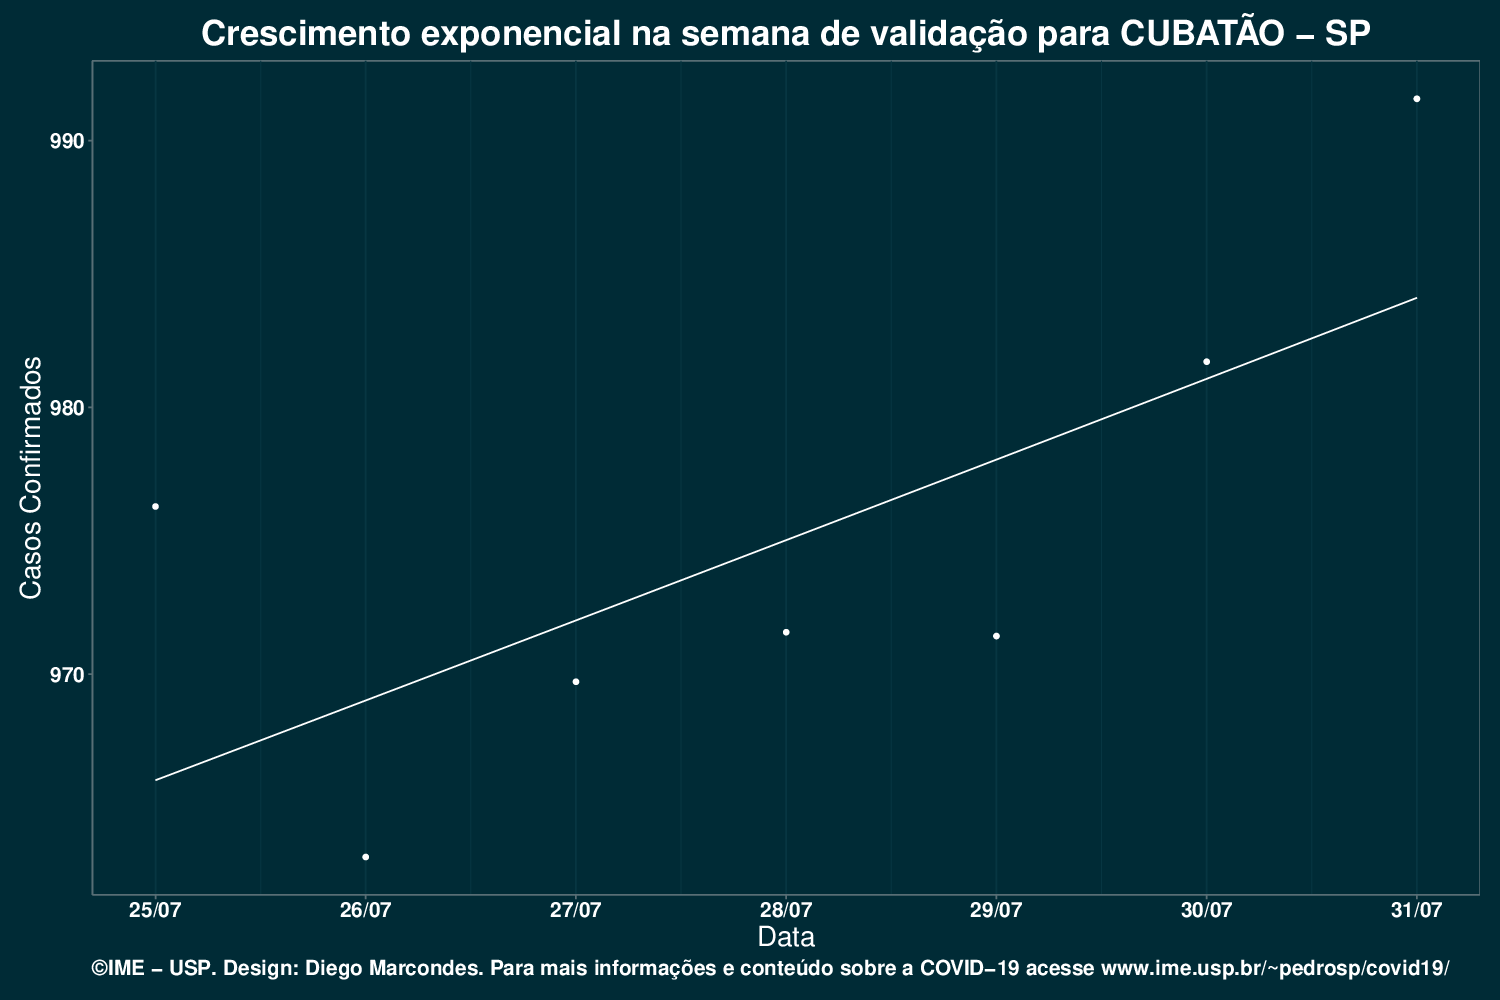 Crescimento exponencial na semana de validação para CUBATÃO – SP
Casos Confirmados
990
980
970
25/07 26/07 27/07 28/07 29/07 30/07 31/07
Data
©IME – USP. Design: Diego Marcondes. Para mais informações e conteúdo sobre a COVID–19 acesse www.ime.usp.br/~pedrosp/covid19/